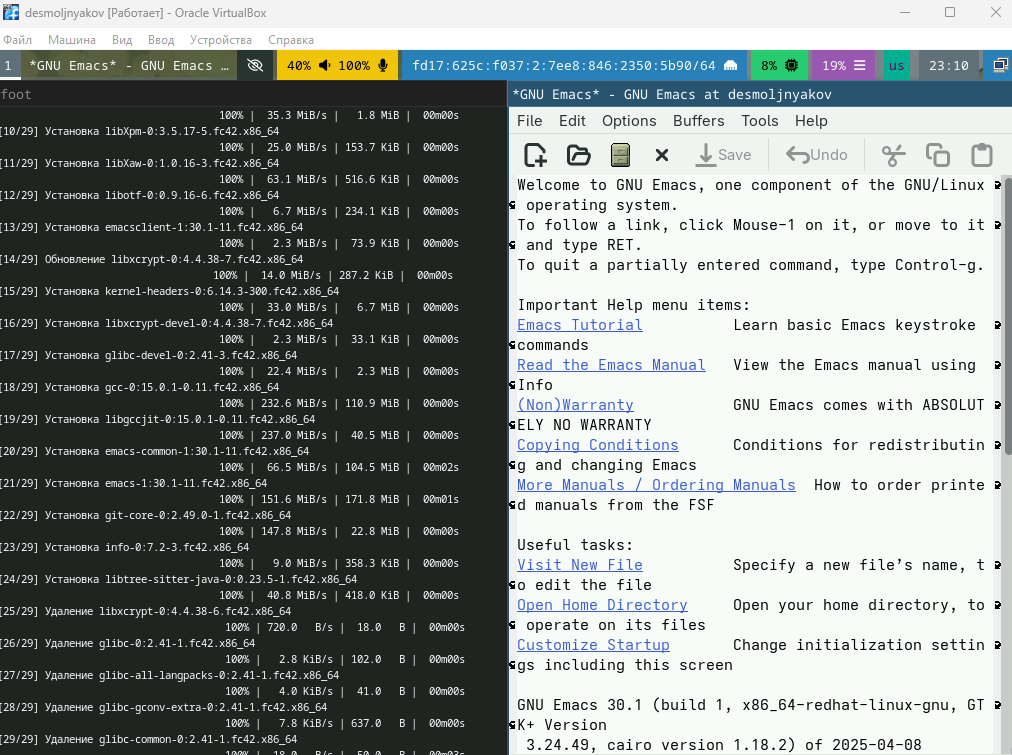 desmoljnyakov [Работает] - Oracle VirtualBox
Файл Машина Вид Ввод Устройства Справка
1 *GNU Emacs* - GNU Emacs … 40% 100% fd17:625c:f037:2:7ee8:846:2350:5b90/64 8% 19% us 23:10
foot
100% | 35.3 MiB/s | 1.8 MiB | 00m00s
[10/29] Установка libXpm-0:3.5.17-5.fc42.x86_64
100% | 25.0 MiB/s | 153.7 KiB | 00m00s
[11/29] Установка libXaw-0:1.0.16-3.fc42.x86_64
100% | 63.1 MiB/s | 516.6 KiB | 00m00s
[12/29] Установка libotf-0:0.9.16-6.fc42.x86_64
100% | 6.7 MiB/s | 234.1 KiB | 00m00s
[13/29] Установка emacsclient-1:30.1-11.fc42.x86_64
100% | 2.3 MiB/s | 73.9 KiB | 00m00s
[14/29] Обновление libxcrypt-0:4.4.38-7.fc42.x86_64
100% | 14.0 MiB/s | 287.2 KiB | 00m00s
[15/29] Установка kernel-headers-0:6.14.3-300.fc42.x86_64
100% | 33.0 MiB/s | 6.7 MiB | 00m00s
[16/29] Установка libxcrypt-devel-0:4.4.38-7.fc42.x86_64
100% | 2.3 MiB/s | 33.1 KiB | 00m00s
[17/29] Установка glibc-devel-0:2.41-3.fc42.x86_64
100% | 22.4 MiB/s | 2.3 MiB | 00m00s
[18/29] Установка gcc-0:15.0.1-0.11.fc42.x86_64
100% | 232.6 MiB/s | 110.9 MiB | 00m00s
[19/29] Установка libgccjit-0:15.0.1-0.11.fc42.x86_64
100% | 237.0 MiB/s | 40.5 MiB | 00m00s
[20/29] Установка emacs-common-1:30.1-11.fc42.x86_64
100% | 66.5 MiB/s | 104.5 MiB | 00m02s
[21/29] Установка emacs-1:30.1-11.fc42.x86_64
100% | 151.6 MiB/s | 171.8 MiB | 00m01s
[22/29] Установка git-core-0:2.49.0-1.fc42.x86_64
100% | 147.8 MiB/s | 22.8 MiB | 00m00s
[23/29] Установка info-0:7.2-3.fc42.x86_64
100% | 9.0 MiB/s | 358.3 KiB | 00m00s
[24/29] Установка libtree-sitter-java-0:0.23.5-1.fc42.x86_64
100% | 40.8 MiB/s | 418.0 KiB | 00m00s
[25/29] Удаление libxcrypt-0:4.4.38-6.fc42.x86_64
100% | 720.0 B/s | 18.0 B | 00m00s
[26/29] Удаление glibc-0:2.41-1.fc42.x86_64
100% | 2.8 KiB/s | 102.0 B | 00m00s
[27/29] Удаление glibc-all-langpacks-0:2.41-1.fc42.x86_64
100% | 4.0 KiB/s | 41.0 B | 00m00s
[28/29] Удаление glibc-gconv-extra-0:2.41-1.fc42.x86_64
100% | 7.8 KiB/s | 637.0 B | 00m00s
[29/29] Удаление glibc-common-0:2.41-1.fc42.x86_64
100% | 18.0 B/s | 50.0 B | 00m03s
*GNU Emacs* - GNU Emacs at desmoljnyakov
File Edit Options Buffers Tools Help
Save Undo
Welcome to GNU Emacs, one component of the GNU/Linux
operating system.
To follow a link, click Mouse-1 on it, or move to it
and type RET.
To quit a partially entered command, type Control-g.
Important Help menu items:
Emacs Tutorial Learn basic Emacs keystroke
commands
Read the Emacs Manual View the Emacs manual using
Info
(Non)Warranty GNU Emacs comes with ABSOLUT
ELY NO WARRANTY
Copying Conditions Conditions for redistributin
g and changing Emacs
More Manuals / Ordering Manuals How to order printe
d manuals from the FSF
Useful tasks:
Visit New File Specify a new file’s name, t
o edit the file
Open Home Directory Open your home directory, to
operate on its files
Customize Startup Change initialization settin
gs including this screen
GNU Emacs 30.1 (build 1, x86_64-redhat-linux-gnu, GT
K+ Version
3.24.49, cairo version 1.18.2) of 2025-04-08